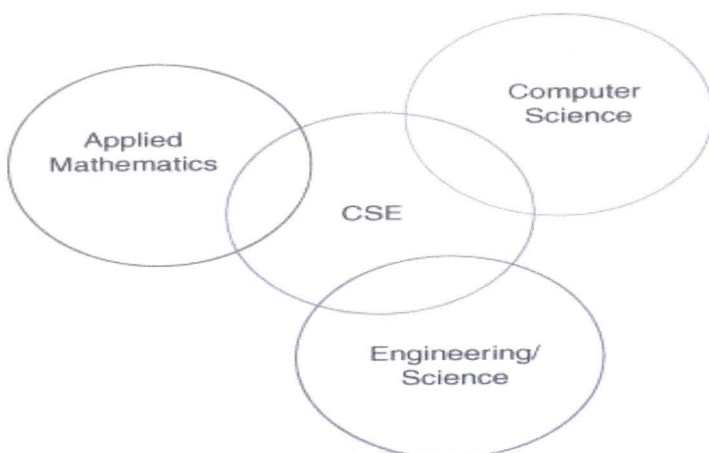 Computer
Science
Applied
Mathematics
CSE
Engineering/
Science